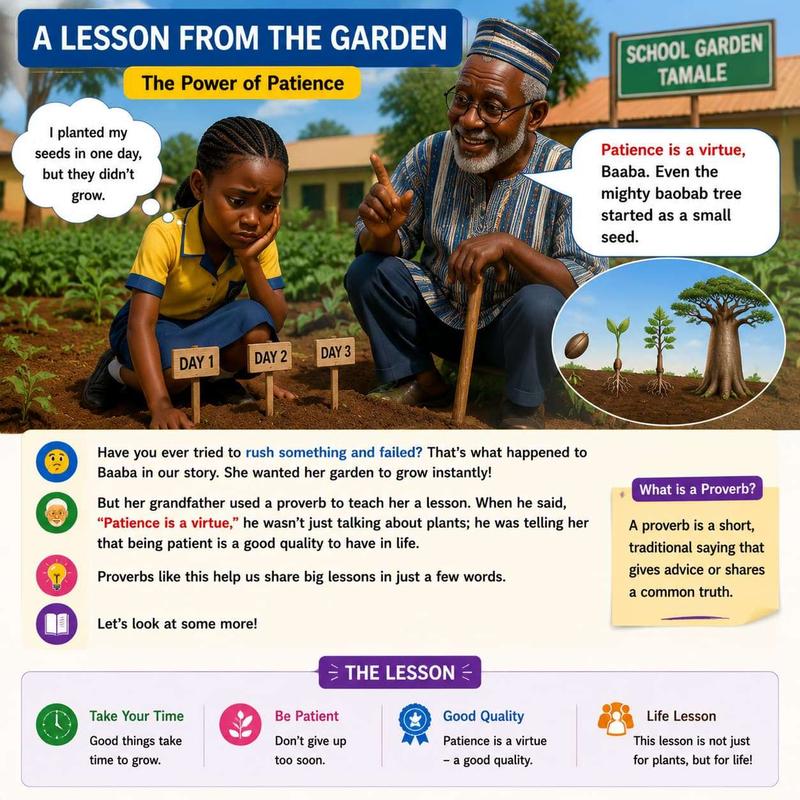 A LESSON FROM THE GARDEN
The Power of Patience
SCHOOL GARDEN
TAMALE
I planted my
seeds in one day,
but they didn't
grow.
Patience is a virtue,
Baaba. Even the
mighty baobab tree
started as a small
seed.
DAY 1
DAY 2
DAY 3
Have you ever tried to rush something and failed? That's what happened to
Baaba in our story. She wanted her garden to grow instantly!
But her grandfather used a proverb to teach her a lesson. When he said,
"Patience is a virtue," he wasn't just talking about plants; he was telling her
that being patient is a good quality to have in life.
Proverbs like this help us share big lessons in just a few words.
Let's look at some more!
What is a Proverb?
A proverb is a short,
traditional saying that
gives advice or shares
a common truth.
THE LESSON
Take Your Time
Good things take
time to grow.
Be Patient
Don't give up
too soon.
Good Quality
Patience is a virtue
– a good quality.
Life Lesson
This lesson is not just
for plants, but for life!